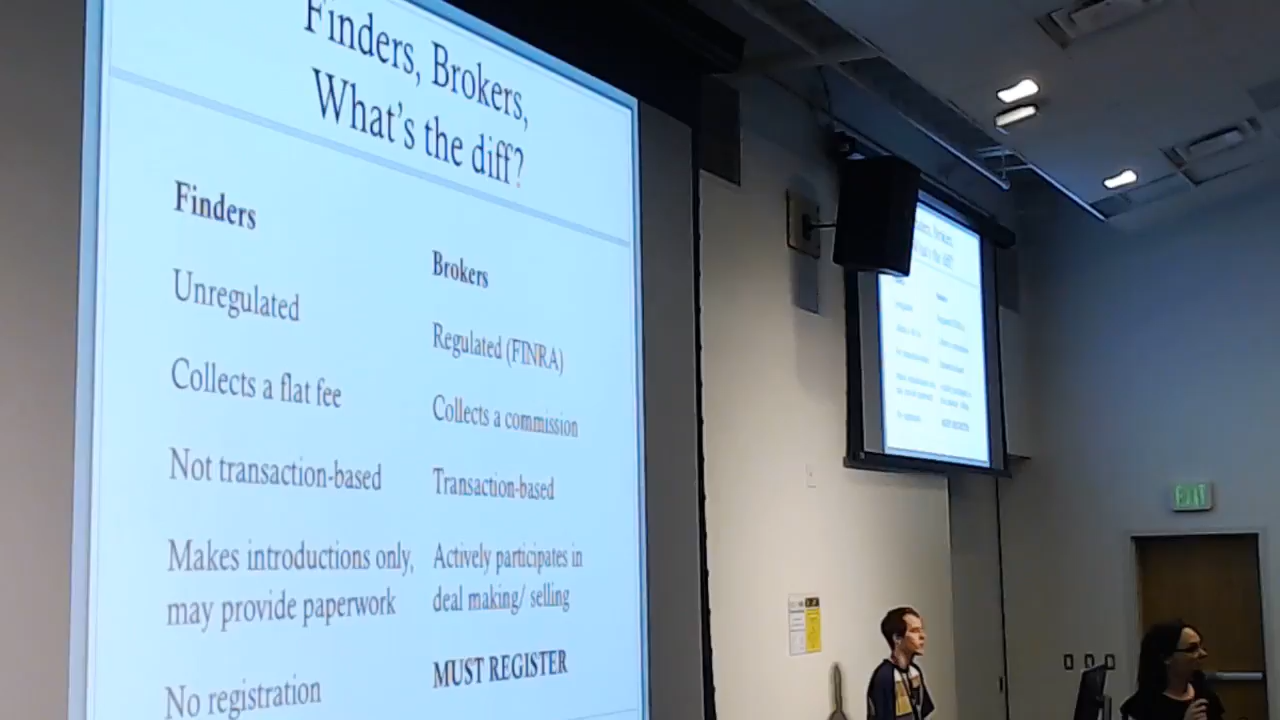 Finders, Brokers,
What's the diff?
Finders
Unregulated
Collects a flat fee
Not transaction-based
Makes introductions only,
may provide paperwork
No registration
Brokers
Regulated (FINRA)
Collects a commission
Transaction-based
Actively participates in
deal making/ selling
MUST REGISTER
EXIT